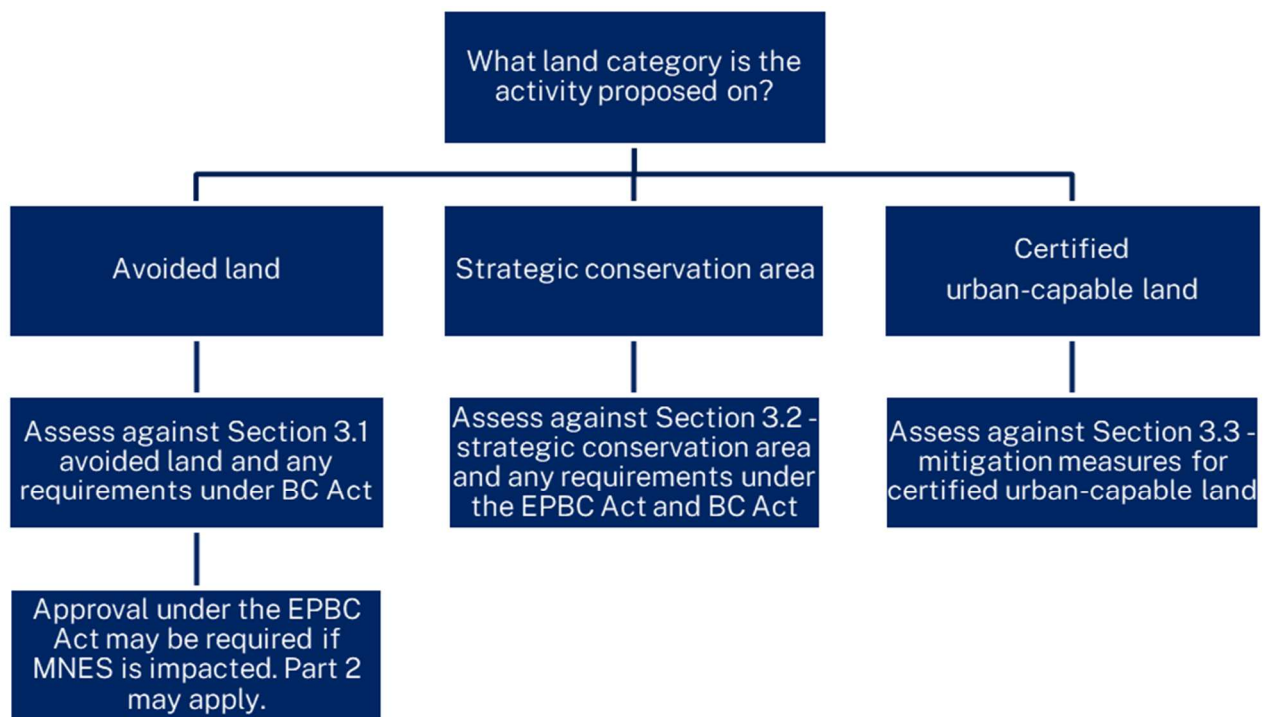 What land category is the
activity proposed on?
Avoided land
Strategic conservation area
Certified
urban-capable land
Assess against Section 3.1
avoided land and any
requirements under BC Act
Assess against Section 3.2 -
strategic conservation area
and any requirements under
the EPBC Act and BC Act
Assess against Section 3.3 -
mitigation measures for
certified urban-capable land
Approval under the EPBC
Act may be required if
MNES is impacted. Part 2
may apply.